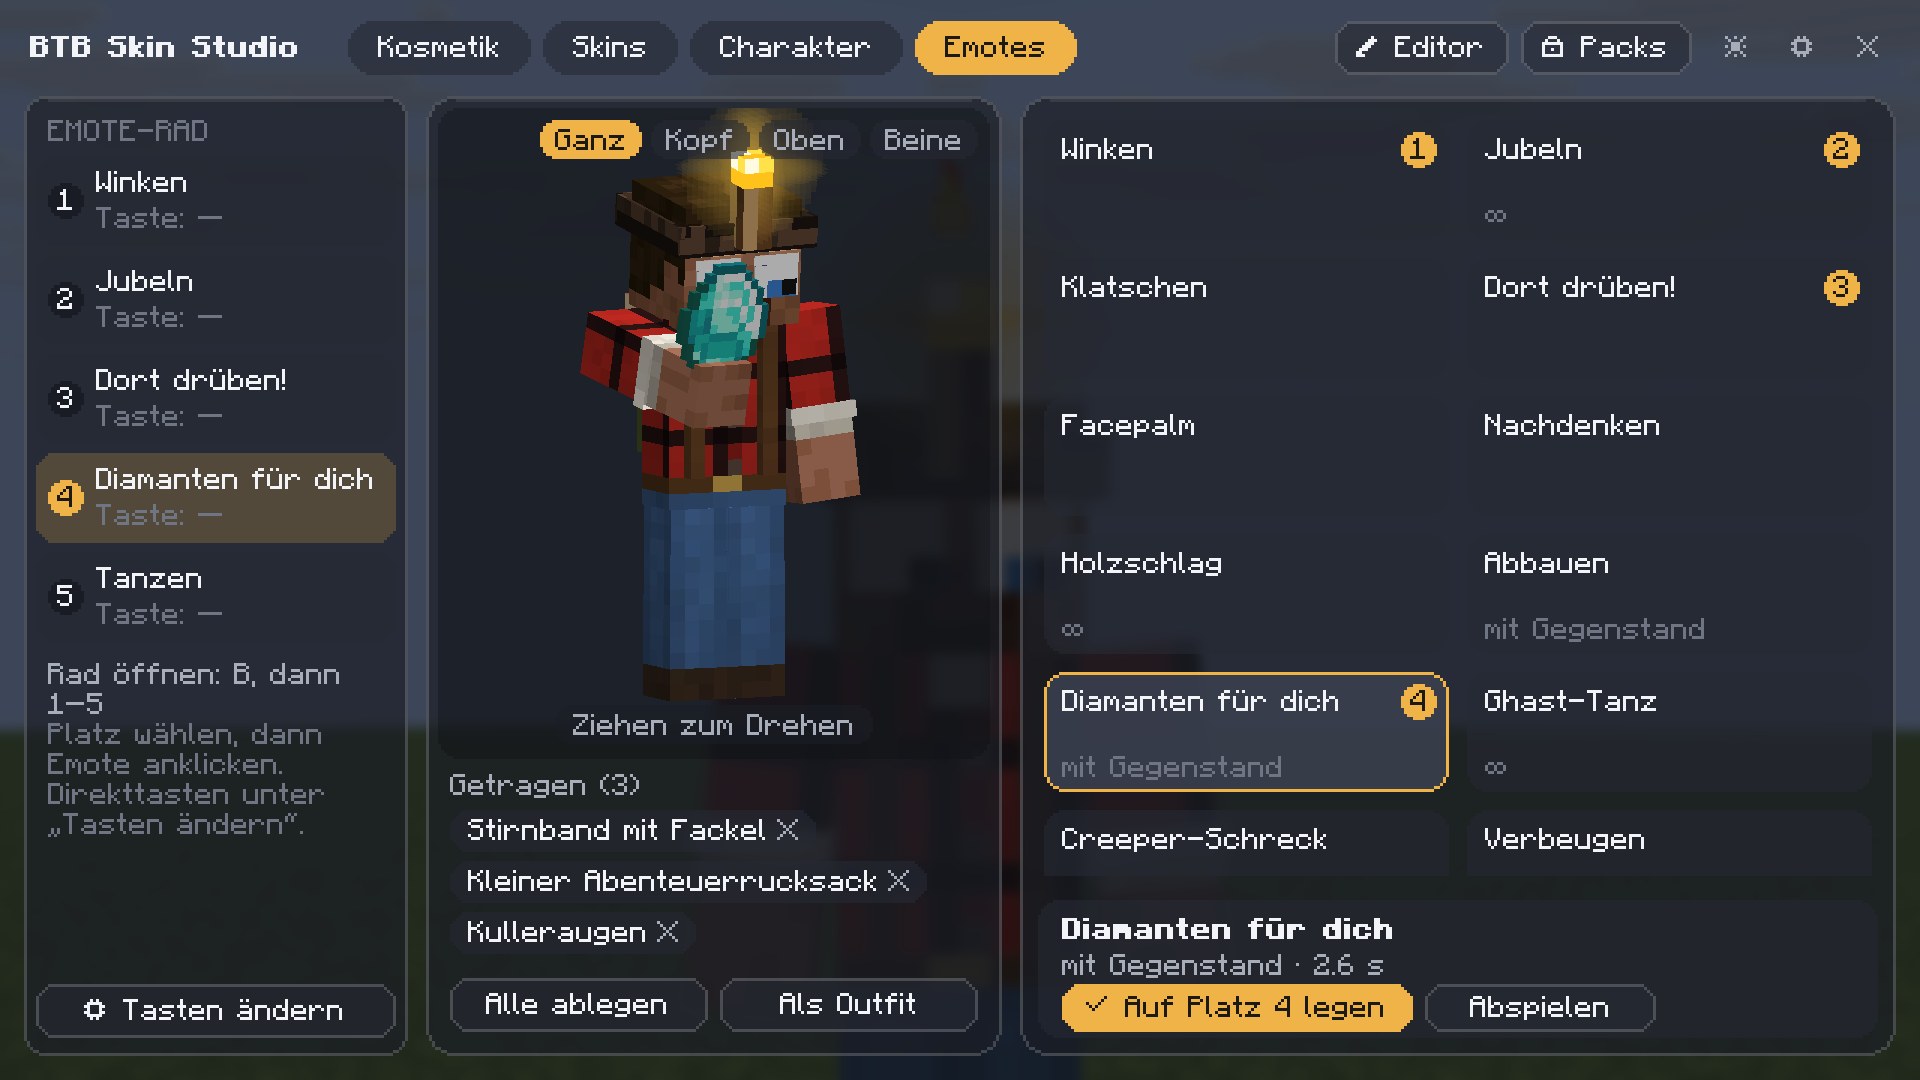 BTB Skin Studio
Kosmetik
Skins
Charakter
Emotes
Editor
Packs
EMOTE-RAD
1 Winken
Taste: —
2 Jubeln
Taste: —
3 Dort drüben!
Taste: —
4 Diamanten für dich
Taste: —
5 Tanzen
Taste: —
Rad öffnen: B, dann
1–5
Platz wählen, dann
Emote anklicken.
Direkttasten unter
„Tasten ändern“.
Tasten ändern
Ganz
Kopf
Oben
Beine
Ziehen zum Drehen
Getragen (3)
Stirnband mit Fackel
Kleiner Abenteuerrucksack
Kulleraugen
Alle ablegen
Als Outfit
Winken 1
Jubeln 2
∞
Klatschen
Dort drüben! 3
Facepalm
Nachdenken
Holzschlag
∞
Abbauen
mit Gegenstand
Diamanten für dich 4
mit Gegenstand
Ghast-Tanz
∞
Creeper-Schreck
Verbeugen
Diamanten für dich
mit Gegenstand · 2.6 s
Auf Platz 4 legen
Abspielen